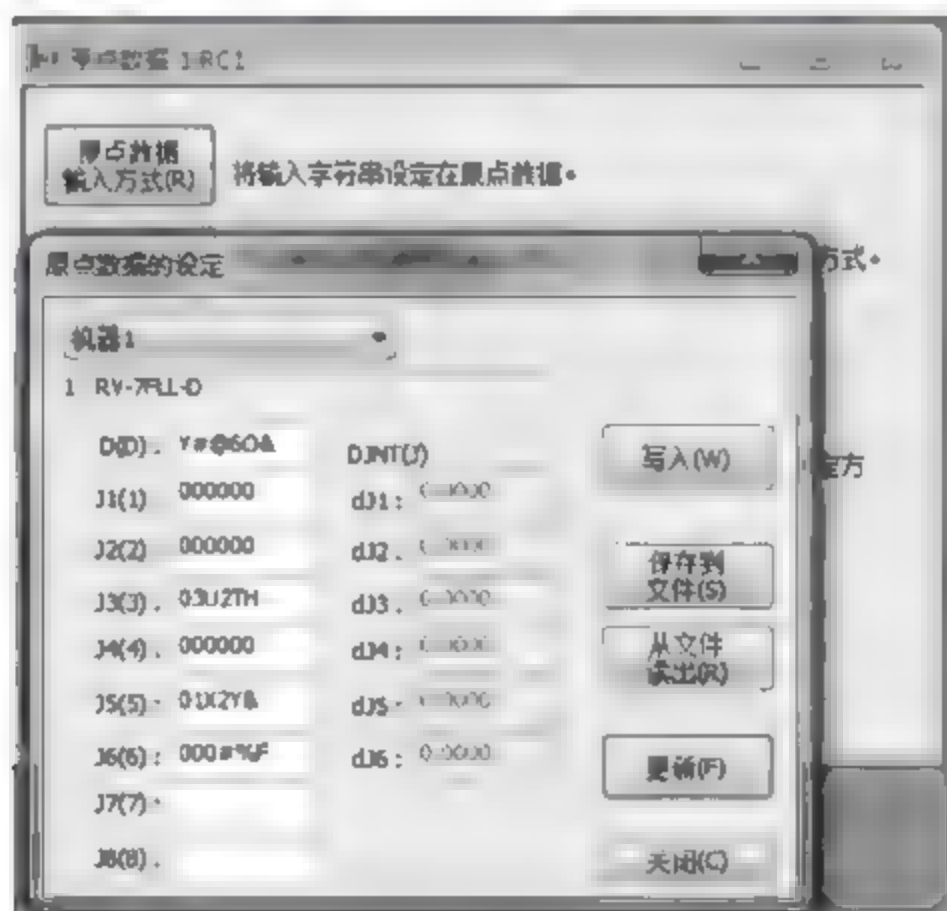 原点数据 1:RC1
原点数据
输入方式(R)
将输入字符串设定在原点数据。
方式。
原点数据的设定
机器1
1 RV-7FLL-D
D(D):
DJNT(J)
写入(W)
定方
J1(1)
000000
dJ1:
J2(2)
000000
dJ2:
保存到
文件(S)
J3(3):
03U2TH
dJ3:
J4(4):
000000
dJ4:
从文件
读出(R)
J5(5):
dJ5:
J6(6):
000#%F
dJ6:
0.0000
更新(F)
J7(7):
J8(8):
关闭(C)